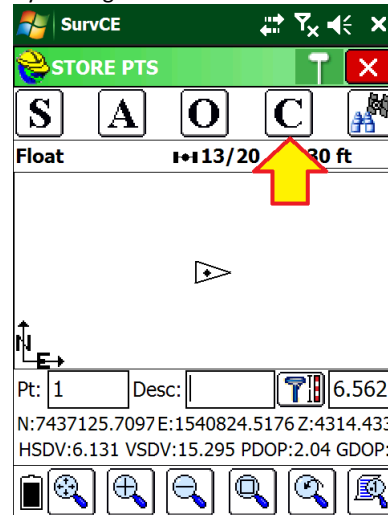 SurvCE
STORE PTS
S A O C
Float 13/20 30 ft
N
E
Pt: 1 Desc: 6.562
N:7437125.7097 E:1540824.5176 Z:4314.433
HSDV:6.131 VSDV:15.295 PDOP:2.04 GDOP: